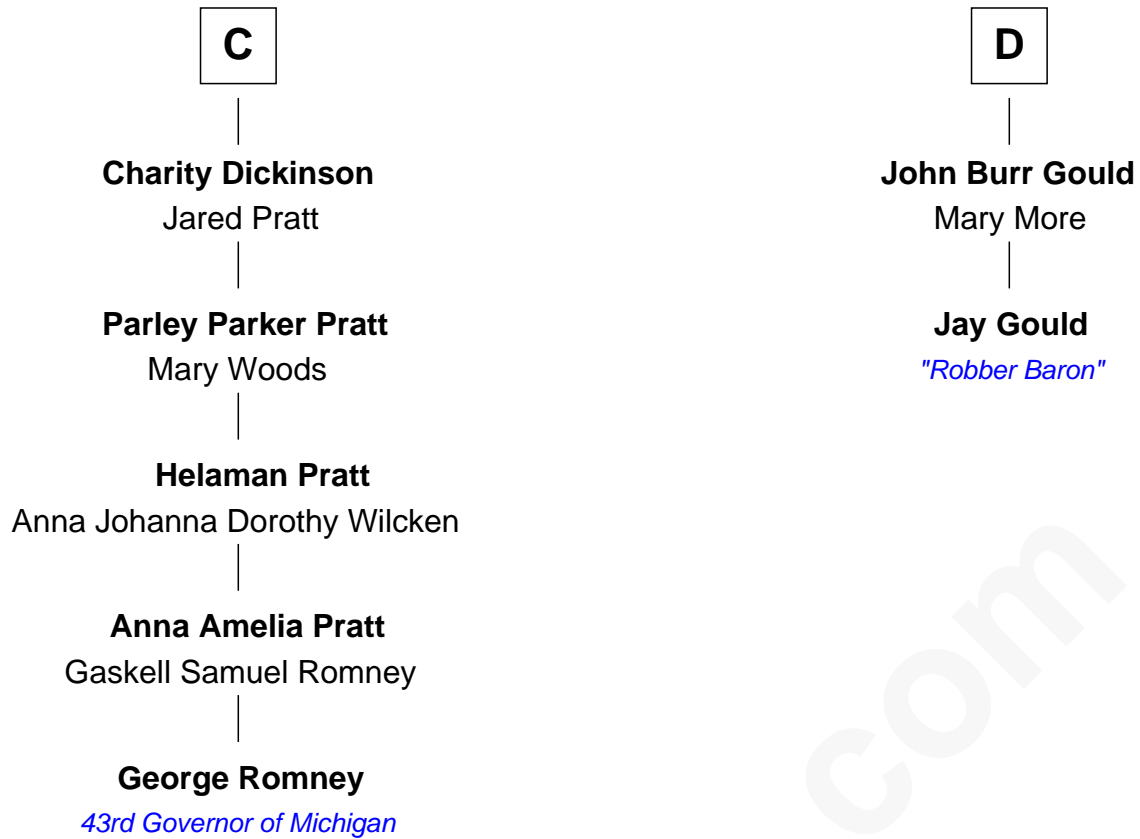 C
Charity Dickinson
Jared Pratt
Parley Parker Pratt
Mary Woods
Helaman Pratt
Anna Johanna Dorothy Wilcken
Anna Amelia Pratt
Gaskell Samuel Romney
George Romney
43rd Governor of Michigan
D
John Burr Gould
Mary More
Jay Gould
"Robber Baron"
com